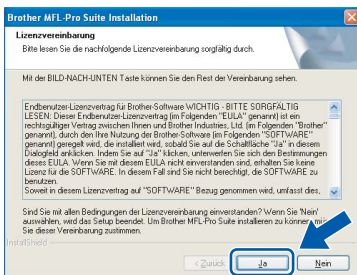 Brother MFL-Pro Suite Installation
Lizenzvereinbarung
Bitte lesen Sie die nachfolgende Lizenzvereinbarung sorgfältig durch.
Mit der BILD-NACH-UNTEN Taste können Sie den Rest der Vereinbarung sehen.
Endbenutzer-Lizenzvertrag für Brother-Software WICHTIG - BITTE SORGFÄLTIG
LESEN: Dieser Endbenutzer-Lizenzvertrag (im Folgenden "EULA" genannt) ist ein
rechtsgültiger Vertrag zwischen Ihnen und Brother Industries, Ltd. (im Folgenden "Brother"
genannt), durch den Ihre Nutzung der Brother-Software (im Folgenden "SOFTWARE"
genannt) geregelt wird, die installiert wird, sobald Sie auf die Schaltfläche "Ja" in diesem
Dialogfeld anklicken. Indem Sie auf "Ja" klicken, unterwerfen Sie sich den Bestimmungen
dieses EULA. Wenn Sie mit diesem EULA nicht einverstanden sind, erhalten Sie keine
Lizenz für die SOFTWARE. In diesem Fall sind Sie nicht berechtigt, die SOFTWARE zu
benutzen.
Soweit in diesem Lizenzvertrag auf "SOFTWARE" Bezug genommen wird, umfasst dies,
Sind Sie mit allen Bedingungen der Lizenzvereinbarung einverstanden? Wenn Sie 'Nein'
auswählen, wird das Setup beendet. Um Brother MFL-Pro Suite installieren zu können,
Sie dieser Vereinbarung zustimmen.
InstallShield
< Zurück
Ja
Nein